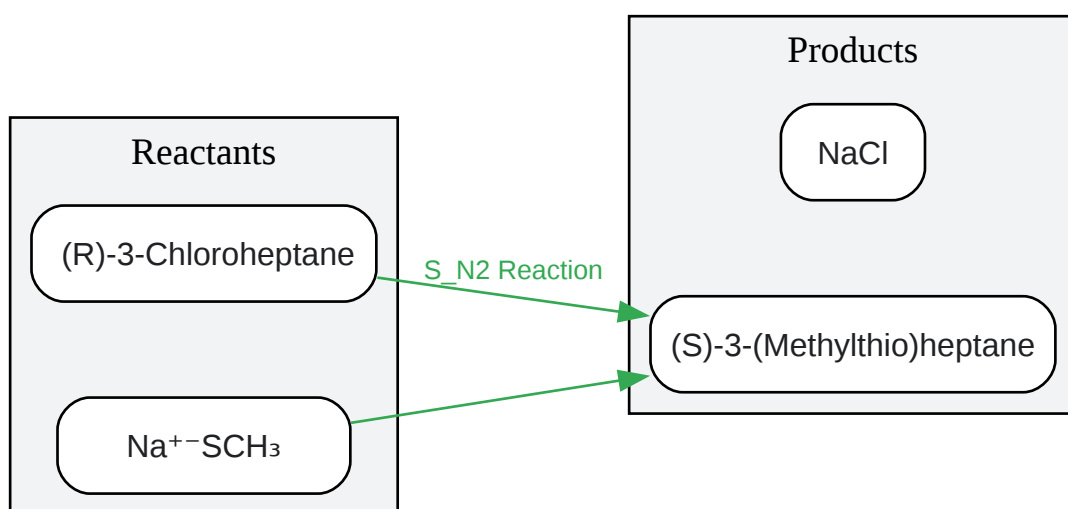 Products
NaCl
Reactants
(R)-3-Chloroheptane
S_N2 Reaction
(S)-3-(Methylthio)heptane
Na⁺⁻SCH₃